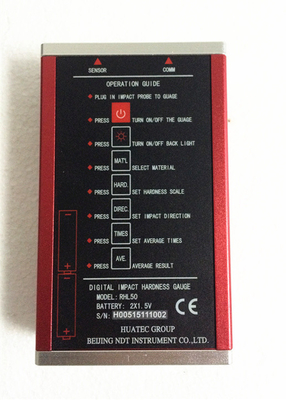 SENSOR COMM
OPERATION GUIDE
PLUG IN IMPACT PROBE TO GUAGE
PRESS TURN ON/OFF THE GUAGE
PRESS TURN ON/OFF BACK LIGHT
PRESS MAT'L SELECT MATERIAL
PRESS HARD. SET HARDNESS SCALE
PRESS DIREC. SET IMPACT DIRECTION
PRESS TIMES SET AVERAGE TIMES
PRESS AVE. AVERAGE RESULT
DIGITAL IMPACT HARDNESS GAUGE
MODEL: RHL50
BATTERY: 2X1.5V
S/N: H00515111002
HUATEC GROUP
BEIJING NDT INSTRUMENT CO.,LTD.